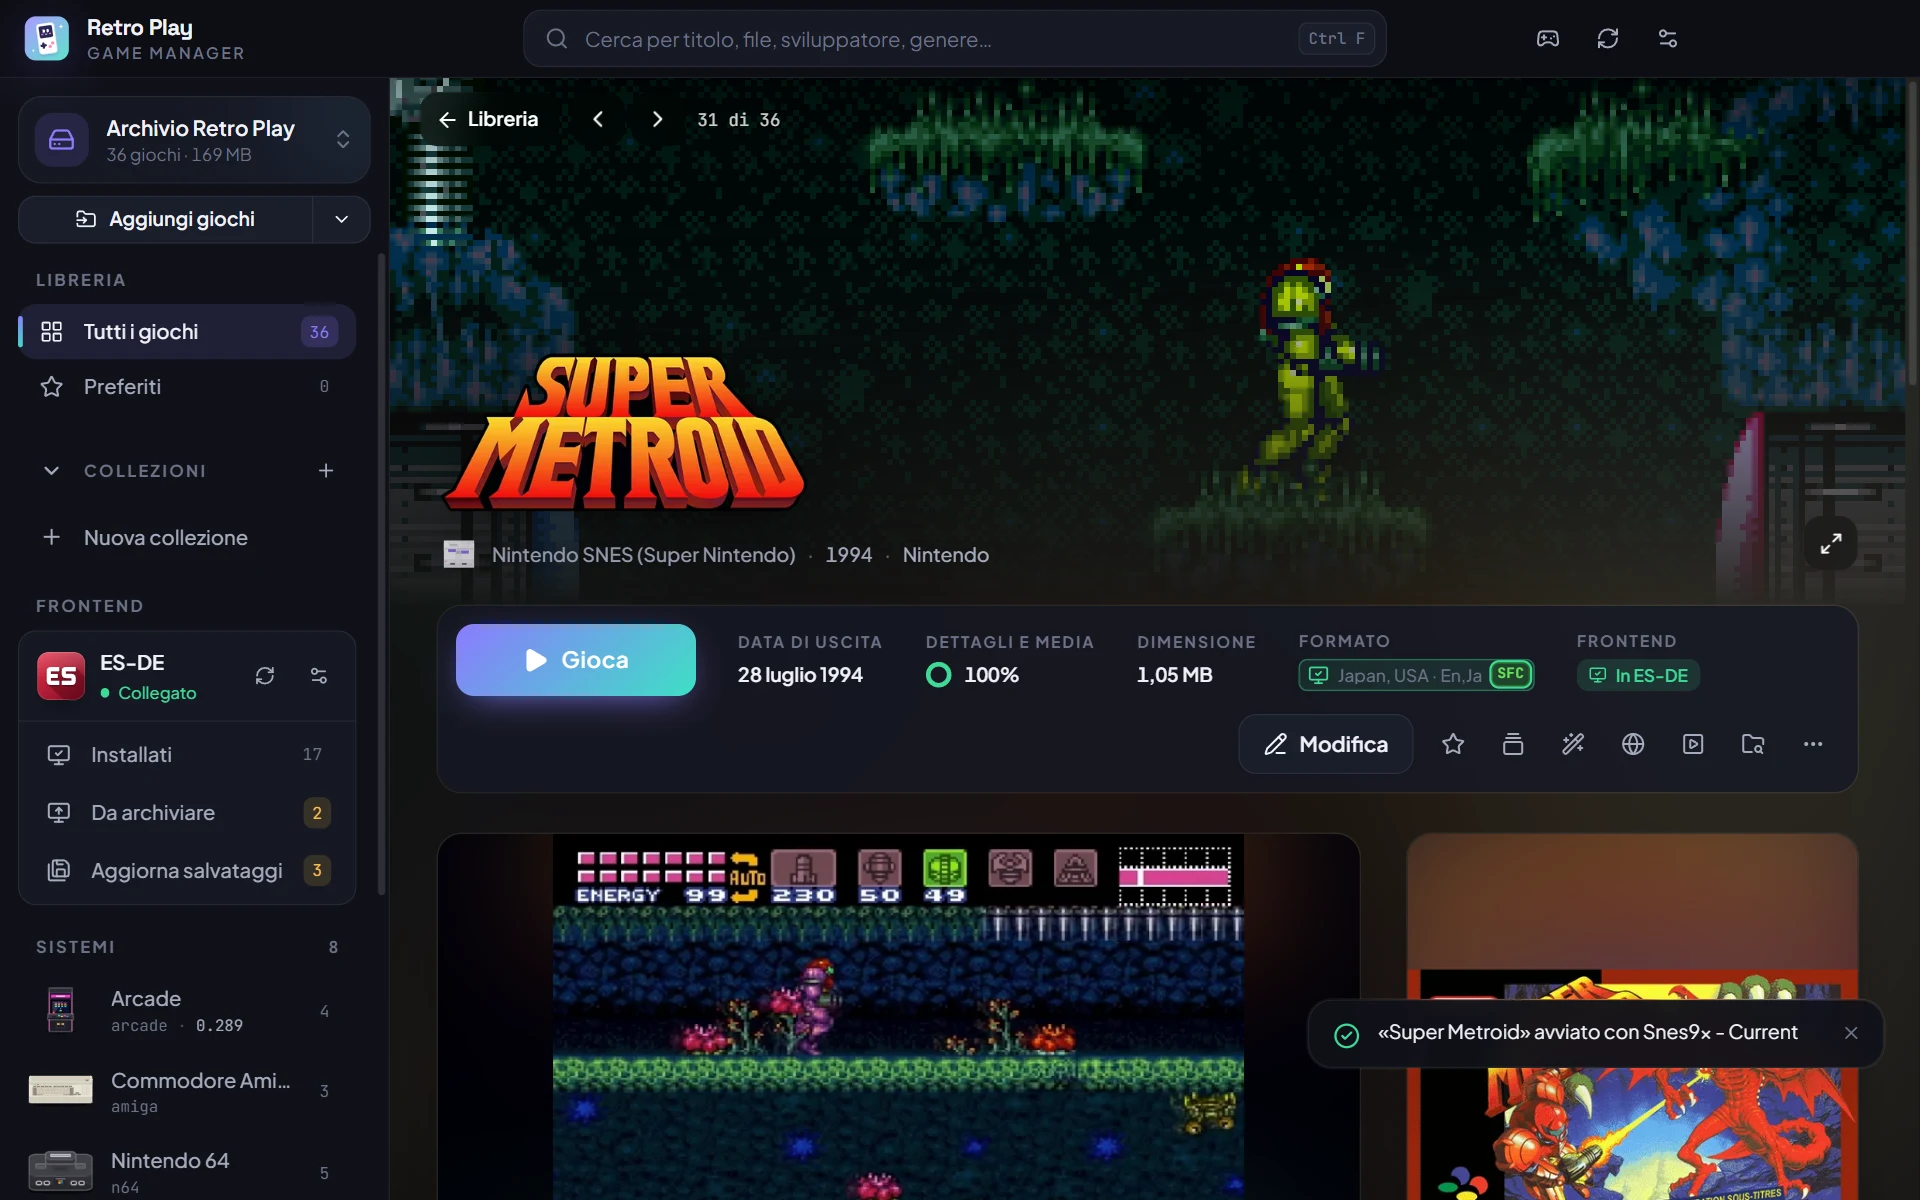 Retro Play
GAME MANAGER
Cerca per titolo, file, sviluppatore, genere...
Ctrl F
Archivio Retro Play
36 giochi · 169 MB
Aggiungi giochi
LIBRERIA
Tutti i giochi 36
Preferiti 0
COLLEZIONI
Nuova collezione
FRONTEND
ES
ES-DE
Collegato
Installati 17
Da archiviare 2
Aggiorna salvataggi 3
SISTEMI 8
Arcade 4
arcade · 0.289
Commodore Ami... 3
amiga
Nintendo 64 5
n64
Libreria
31 di 36
SUPER
METROID
Nintendo SNES (Super Nintendo) · 1994 · Nintendo
Gioca
DATA DI USCITA
28 luglio 1994
DETTAGLI E MEDIA
100%
DIMENSIONE
1,05 MB
FORMATO
Japan, USA · En,Ja SFC
FRONTEND
In ES-DE
Modifica
AUTO
ENERGY 99 230 50 49
«Super Metroid» avviato con Snes9x - Current
SOUS-TITRES